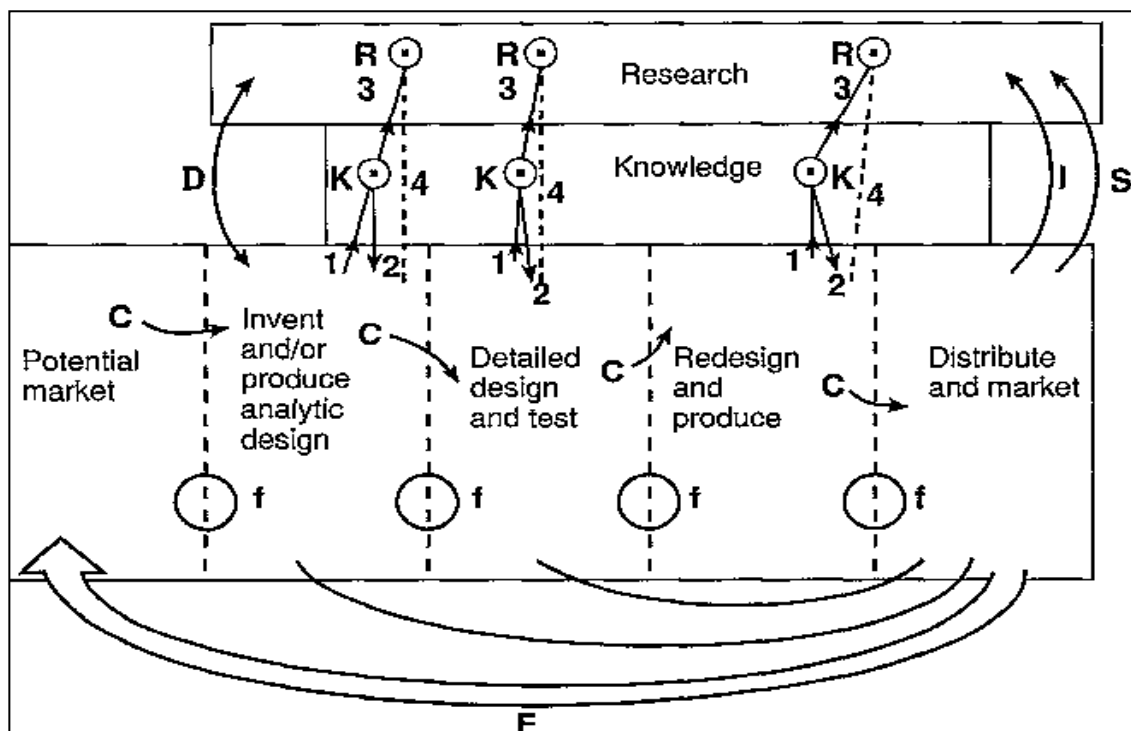 R
R
R
3
3
3
Research
D
K
4
K
4
Knowledge
K
4
I
S
1
2
1
2
1
2
C
Invent
and/or
produce
analytic
design
C
Detailed
design
and test
C
Redesign
and
produce
C
Distribute
and market
Potential
market
f
f
f
f
F